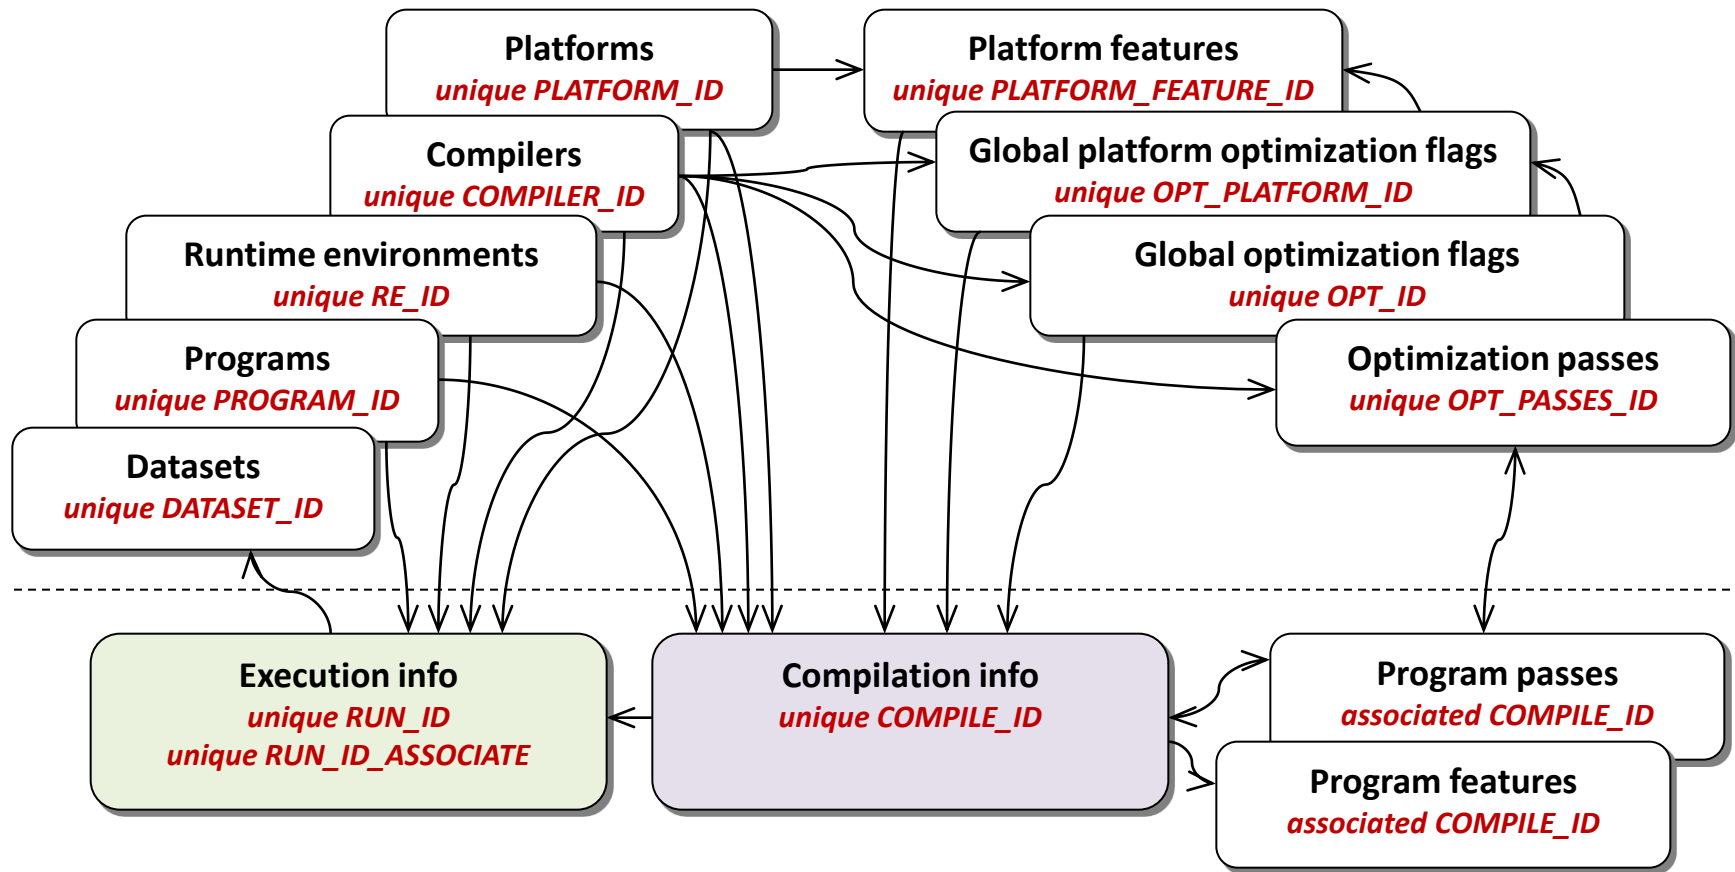 Platforms
unique PLATFORM_ID
Platform features
unique PLATFORM_FEATURE_ID
Compilers
unique COMPILER_ID
Global platform optimization flags
unique OPT_PLATFORM_ID
Runtime environments
unique RE_ID
Global optimization flags
unique OPT_ID
Programs
unique PROGRAM_ID
Optimization passes
unique OPT_PASSES_ID
Datasets
unique DATASET_ID
Execution info
unique RUN_ID
unique RUN_ID_ASSOCIATE
Compilation info
unique COMPILE_ID
Program passes
associated COMPILE_ID
Program features
associated COMPILE_ID